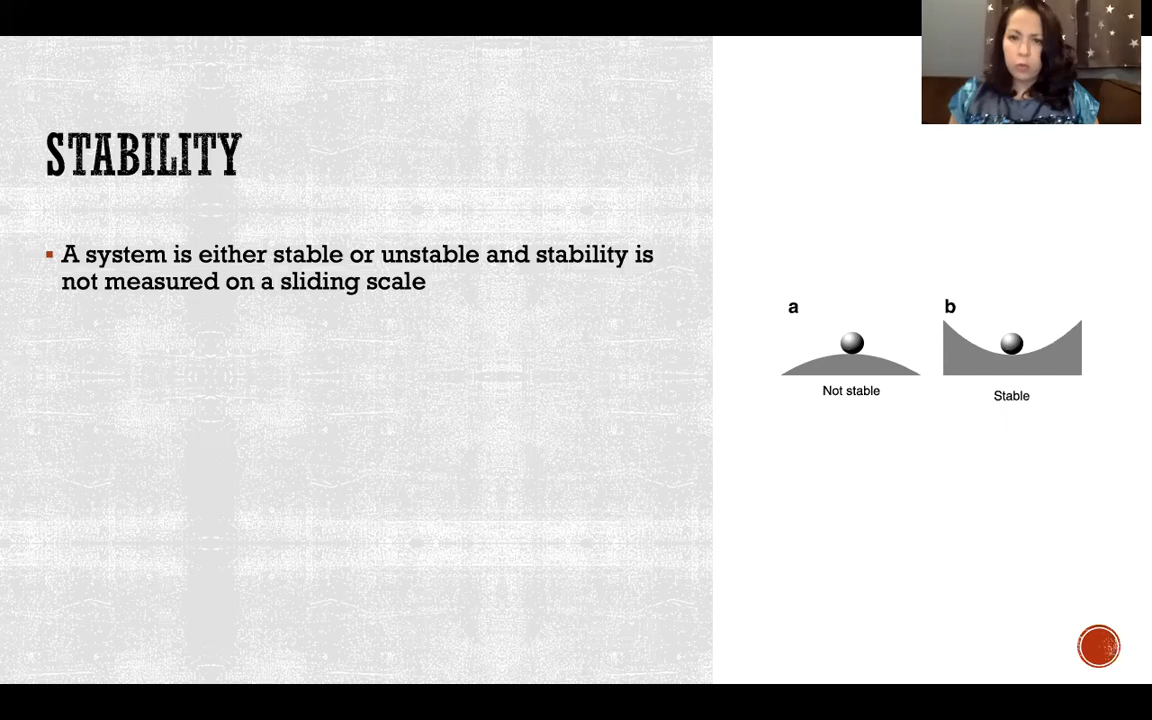 STABILITY
A system is either stable or unstable and stability is
not measured on a sliding scale
a
b
Not stable
Stable